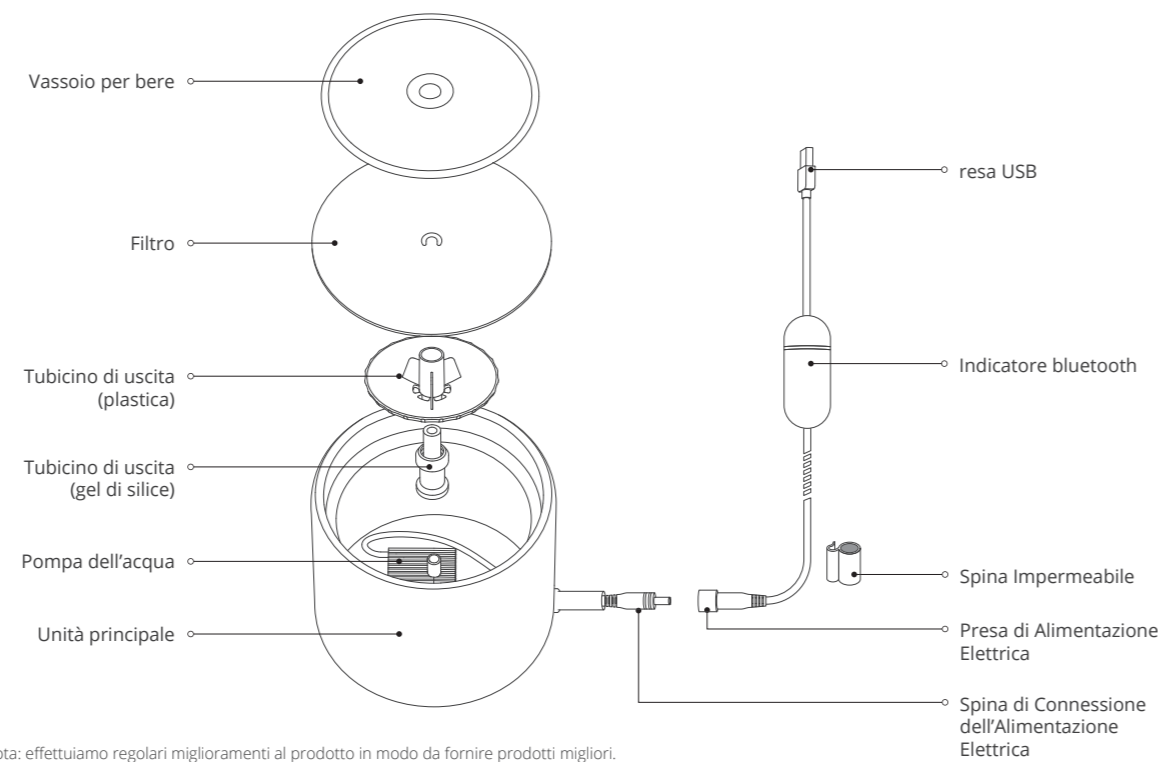 Vassoio per bere
Filtro
Tubicino di uscita
(plastica)
Tubicino di uscita
(gel di silice)
Pompa dell’acqua
Unità principale
resa USB
Indicatore bluetooth
Spina Impermeabile
Presa di Alimentazione
Elettrica
Spina di Connessione
dell’Alimentazione
Elettrica
ota: effettuiamo regolari miglioramenti al prodotto in modo da fornire prodotti migliori.